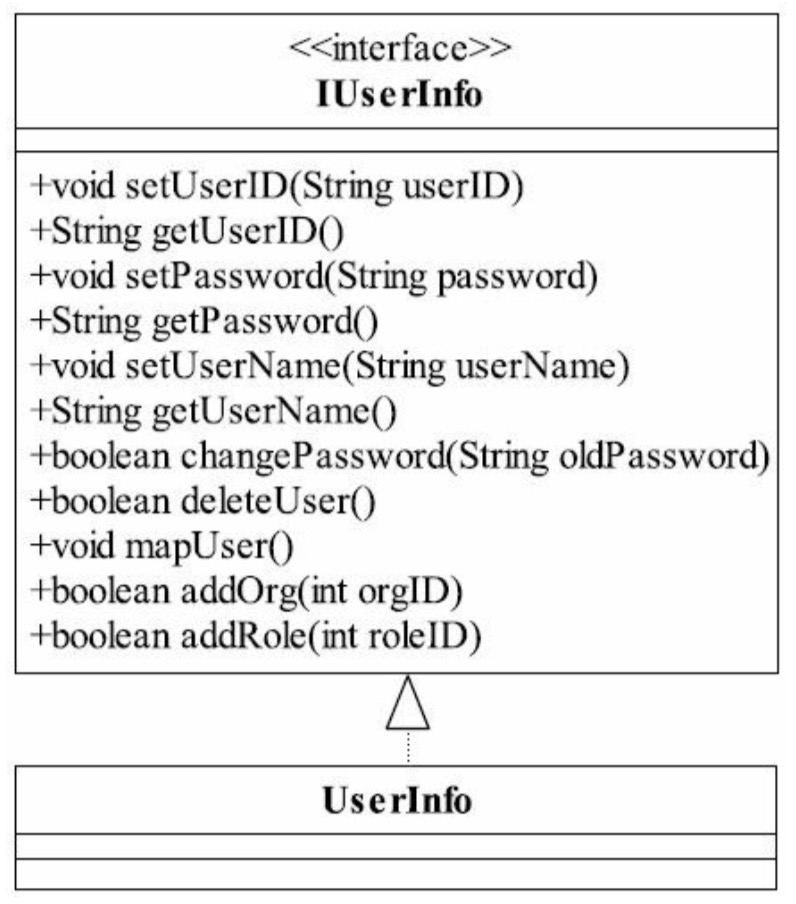 <<interface>>
IUserInfo
+void setUserID(String userID)
+String getUserID()
+void setPassword(String password)
+String getPassword()
+void setUserName(String userName)
+String getUserName()
+boolean changePassword(String oldPassword)
+boolean deleteUser()
+void mapUser()
+boolean addOrg(int orgID)
+boolean addRole(int roleID)
UserInfo